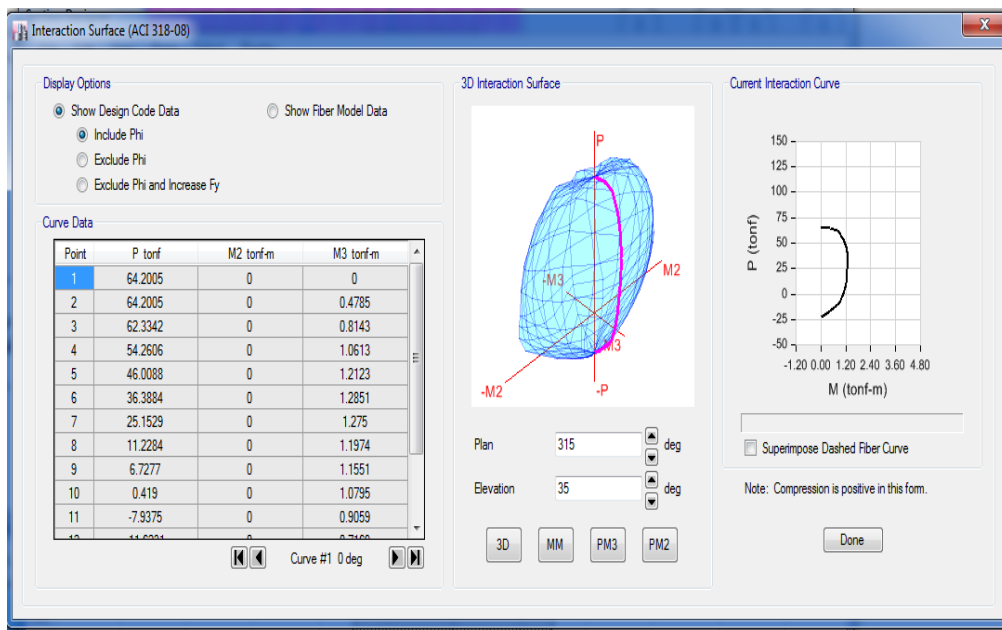 Interaction Surface (ACI 318-08)
X
Display Options
Show Design Code Data
Show Fiber Model Data
Include Phi
Exclude Phi
Exclude Phi and Increase Fy
Curve Data
Point P tonf M2 tonf-m M3 tonf-m
1 64.2005 0 0
2 64.2005 0 0.4785
3 62.3342 0 0.8143
4 54.2606 0 1.0613
5 46.0088 0 1.2123
6 36.3884 0 1.2851
7 25.1529 0 1.275
8 11.2284 0 1.1974
9 6.7277 0 1.1551
10 0.419 0 1.0795
11 -7.9375 0 0.9059
Curve #1 0 deg
3D Interaction Surface
P
M2
-M3
M3
-M2
-P
Plan 315 deg
Elevation 35 deg
3D MM PM3 PM2
Current Interaction Curve
150
125
100
75
50
25
0
-25
-50
P (tonf)
-1.20 0.00 1.20 2.40 3.60 4.80
M (tonf-m)
Superimpose Dashed Fiber Curve
Note: Compression is positive in this form.
Done